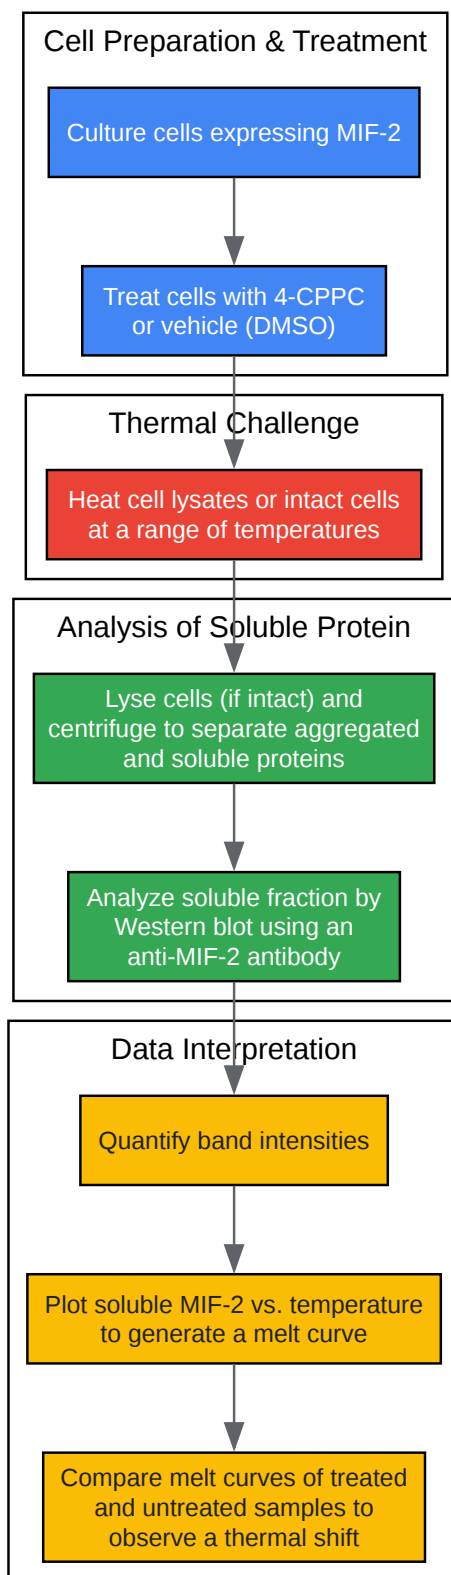 Cell Preparation & Treatment
Culture cells expressing MIF-2
Treat cells with 4-CPPC
or vehicle (DMSO)
Thermal Challenge
Heat cell lysates or intact cells
at a range of temperatures
Analysis of Soluble Protein
Lyse cells (if intact) and
centrifuge to separate aggregated
and soluble proteins
Analyze soluble fraction by
Western blot using an
anti-MIF-2 antibody
Data Interpretation
Quantify band intensities
Plot soluble MIF-2 vs. temperature
to generate a melt curve
Compare melt curves of treated
and untreated samples to
observe a thermal shift